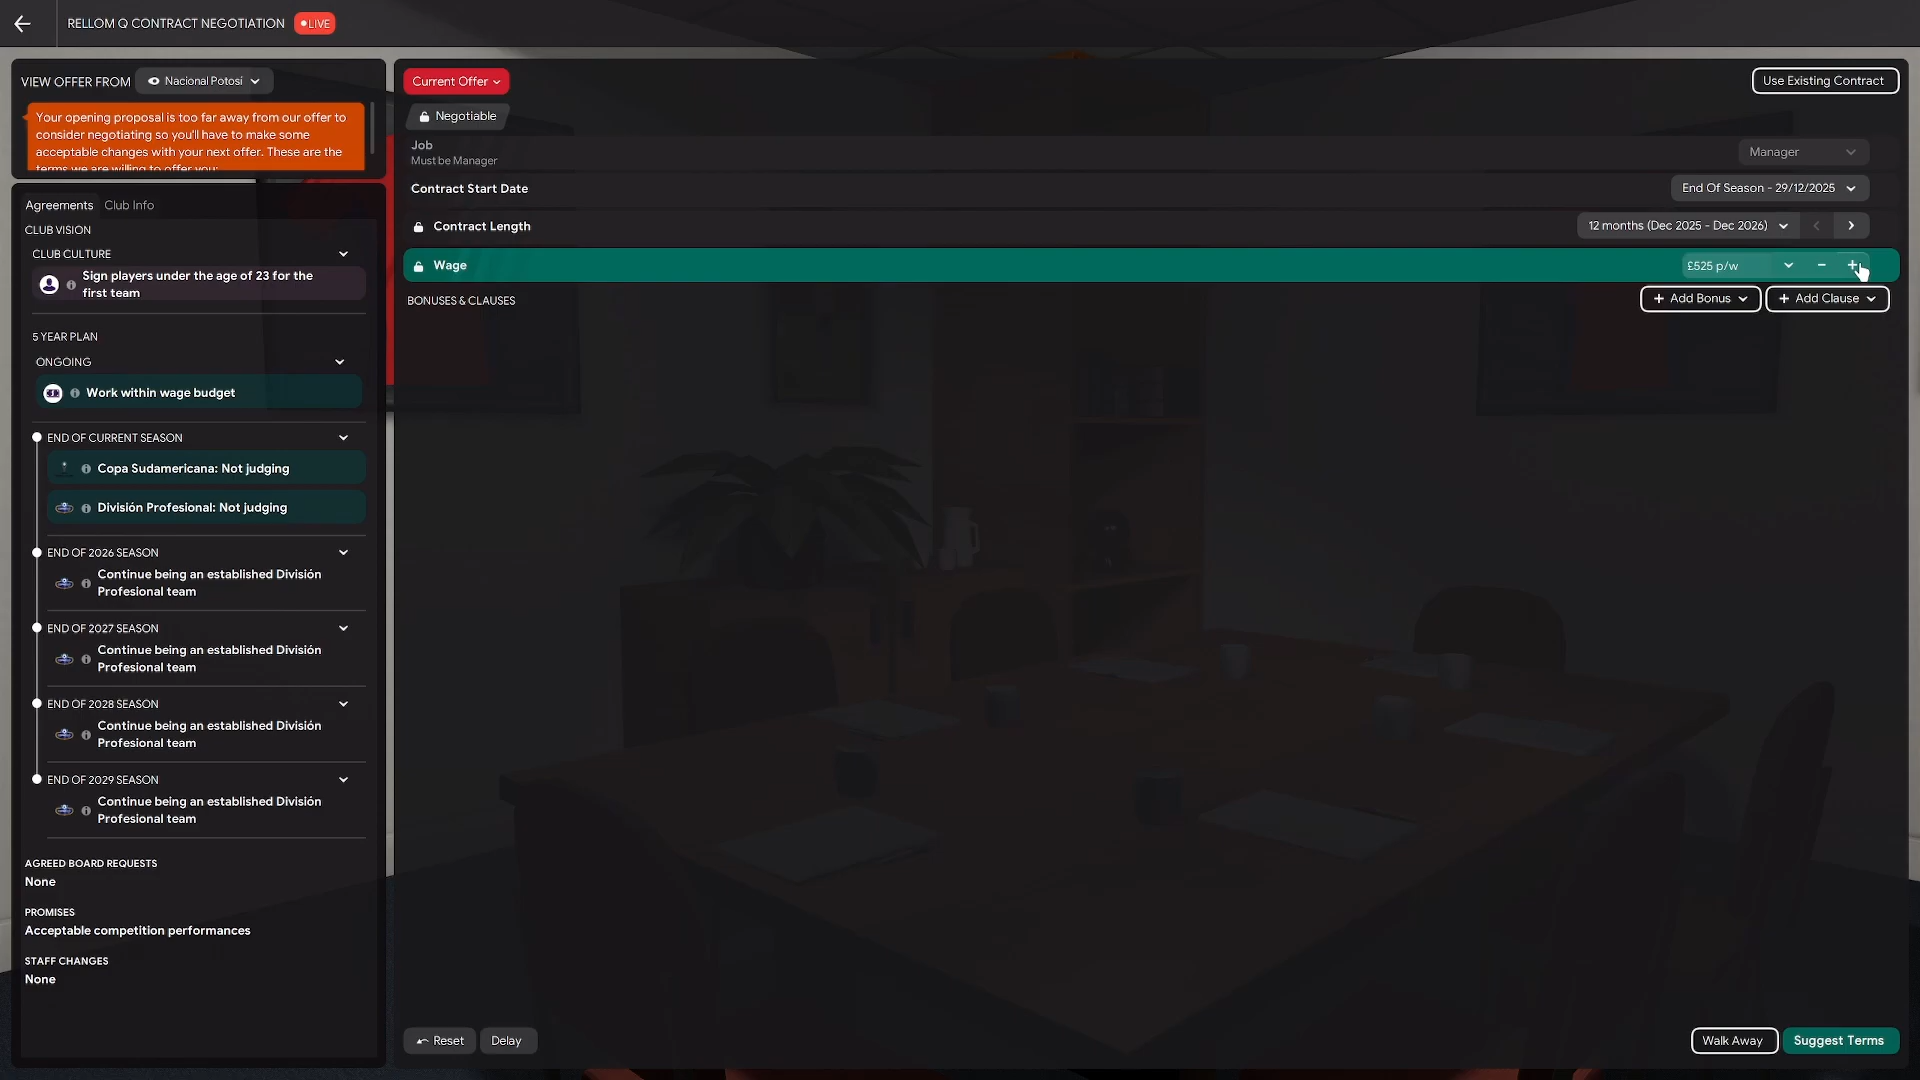 RELLOM Q CONTRACT NEGOTIATION
LIVE
VIEW OFFER FROM
Nacional Potosí
Your opening proposal is too far away from our offer to
consider negotiating so you'll have to make some
acceptable changes with your next offer. These are the
terms we are willing to offer you:
Agreements
Club Info
CLUB VISION
CLUB CULTURE
Sign players under the age of 23 for the
first team
5 YEAR PLAN
ONGOING
Work within wage budget
END OF CURRENT SEASON
Copa Sudamericana: Not judging
División Profesional: Not judging
END OF 2026 SEASON
Continue being an established División
Profesional team
END OF 2027 SEASON
Continue being an established División
Profesional team
END OF 2028 SEASON
Continue being an established División
Profesional team
END OF 2029 SEASON
Continue being an established División
Profesional team
AGREED BOARD REQUESTS
None
PROMISES
Acceptable competition performances
STAFF CHANGES
None
Current Offer
Use Existing Contract
Negotiable
Job
Must be Manager
Manager
Contract Start Date
End Of Season - 29/12/2025
Contract Length
12 months (Dec 2025 - Dec 2026)
Wage
£525 p/w
BONUSES & CLAUSES
Add Bonus
Add Clause
Reset
Delay
Walk Away
Suggest Terms